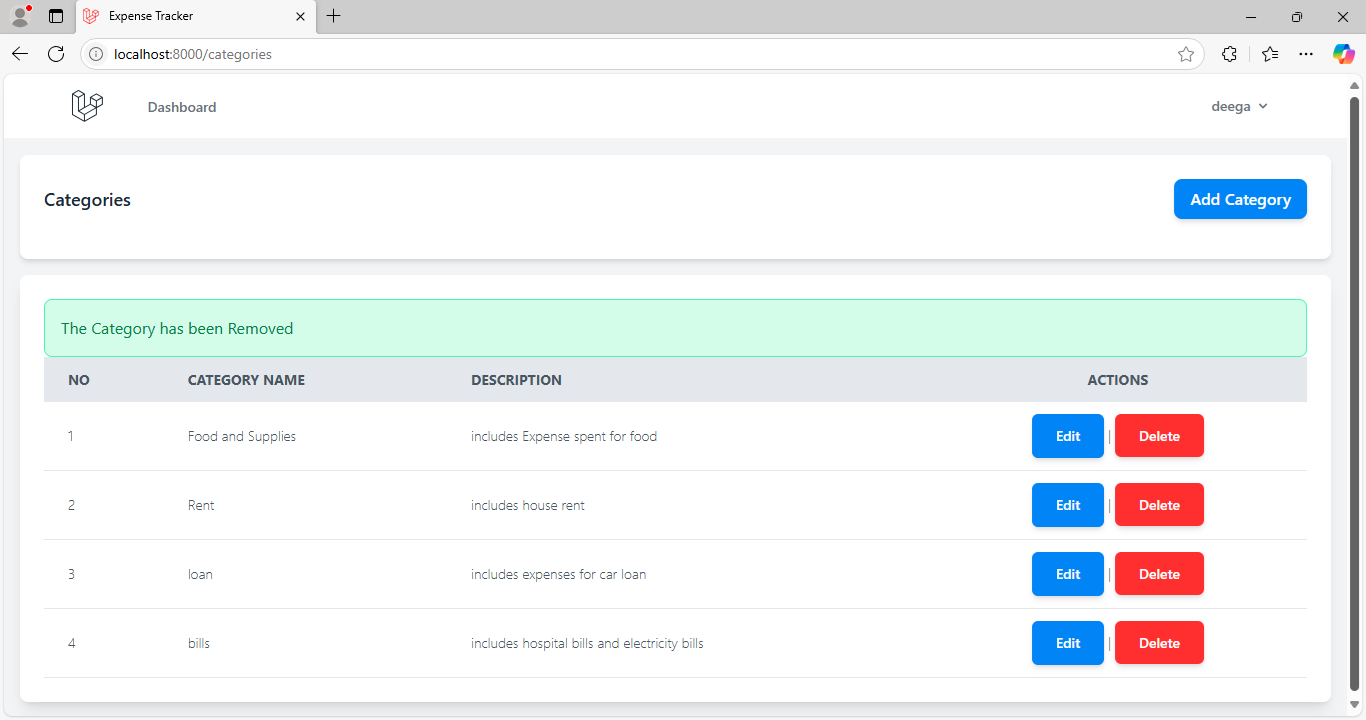 Expense Tracker
localhost:8000/categories
Dashboard
deega
Categories
Add Category
The Category has been Removed
NO CATEGORY NAME DESCRIPTION ACTIONS
1 Food and Supplies includes Expense spent for food Edit | Delete
2 Rent includes house rent Edit | Delete
3 loan includes expenses for car loan Edit | Delete
4 bills includes hospital bills and electricity bills Edit | Delete